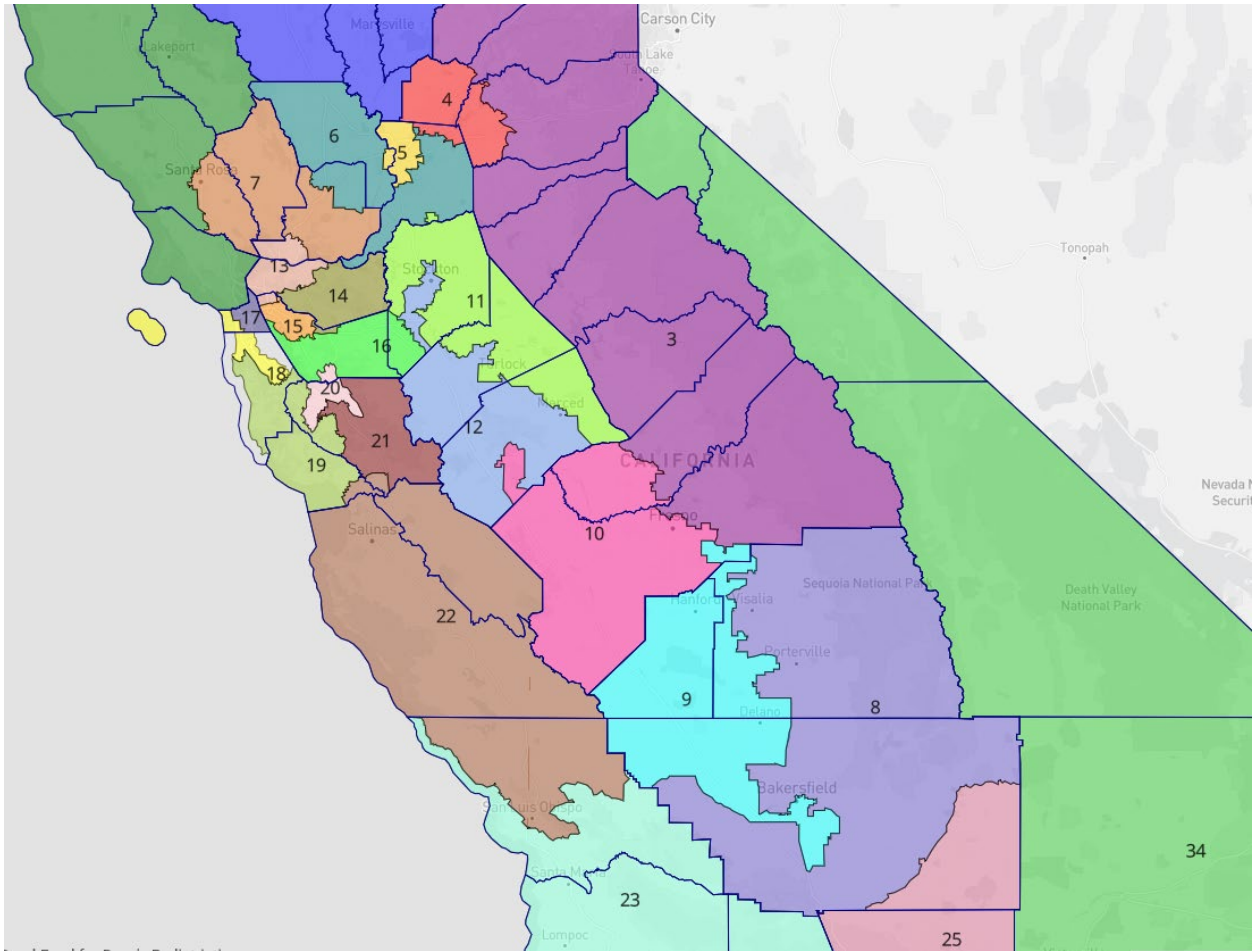 Carson City
Marysville
Lakeport
South Lake
Tahoe
4
6
5
Santa Rosa
7
Tonopah
13
Stockton
14
11
17
15
16
3
Turlock
18
20
Merced
12
21
CALIFORNIA
19
Nevada N
Securit
Salinas
Fresno
10
Sequoia National Park
Death Valley
National Park
Hanford
Visalia
22
Porterville
9
8
Delano
Bakersfield
San Luis Obispo
34
Santa Maria
23
Lompoc
25